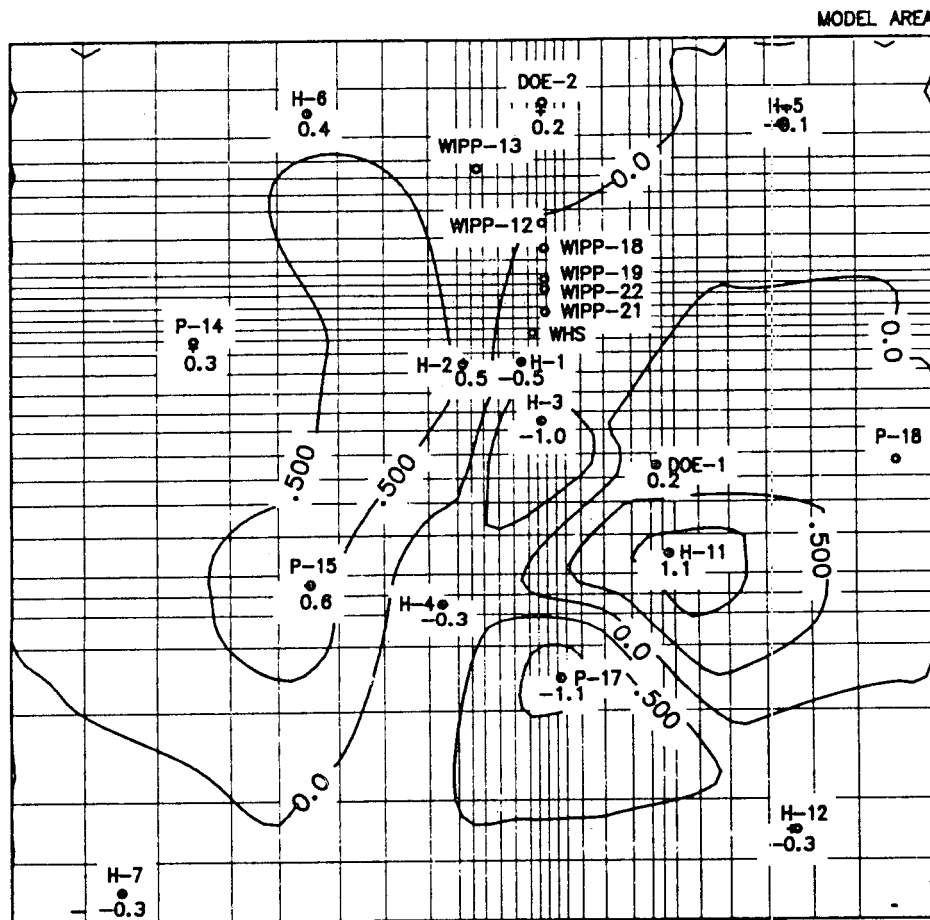 MODEL AREA
DOE-2
0.2
H-6
0.4
H-5
-0.1
WIPP-13
0.0
WIPP-12
WIPP-18
WIPP-19
WIPP-22
WIPP-21
WHS
P-14
0.3
0.0
H-2
0.5
H-1
-0.5
H-3
-1.0
P-18
DOE-1
0.2
.500
.500
H-11
1.1
.500
P-15
0.6
H-4
-0.3
0.0
P-17
-1.1
-.500
0.0
H-12
-0.3
H-7
-0.3